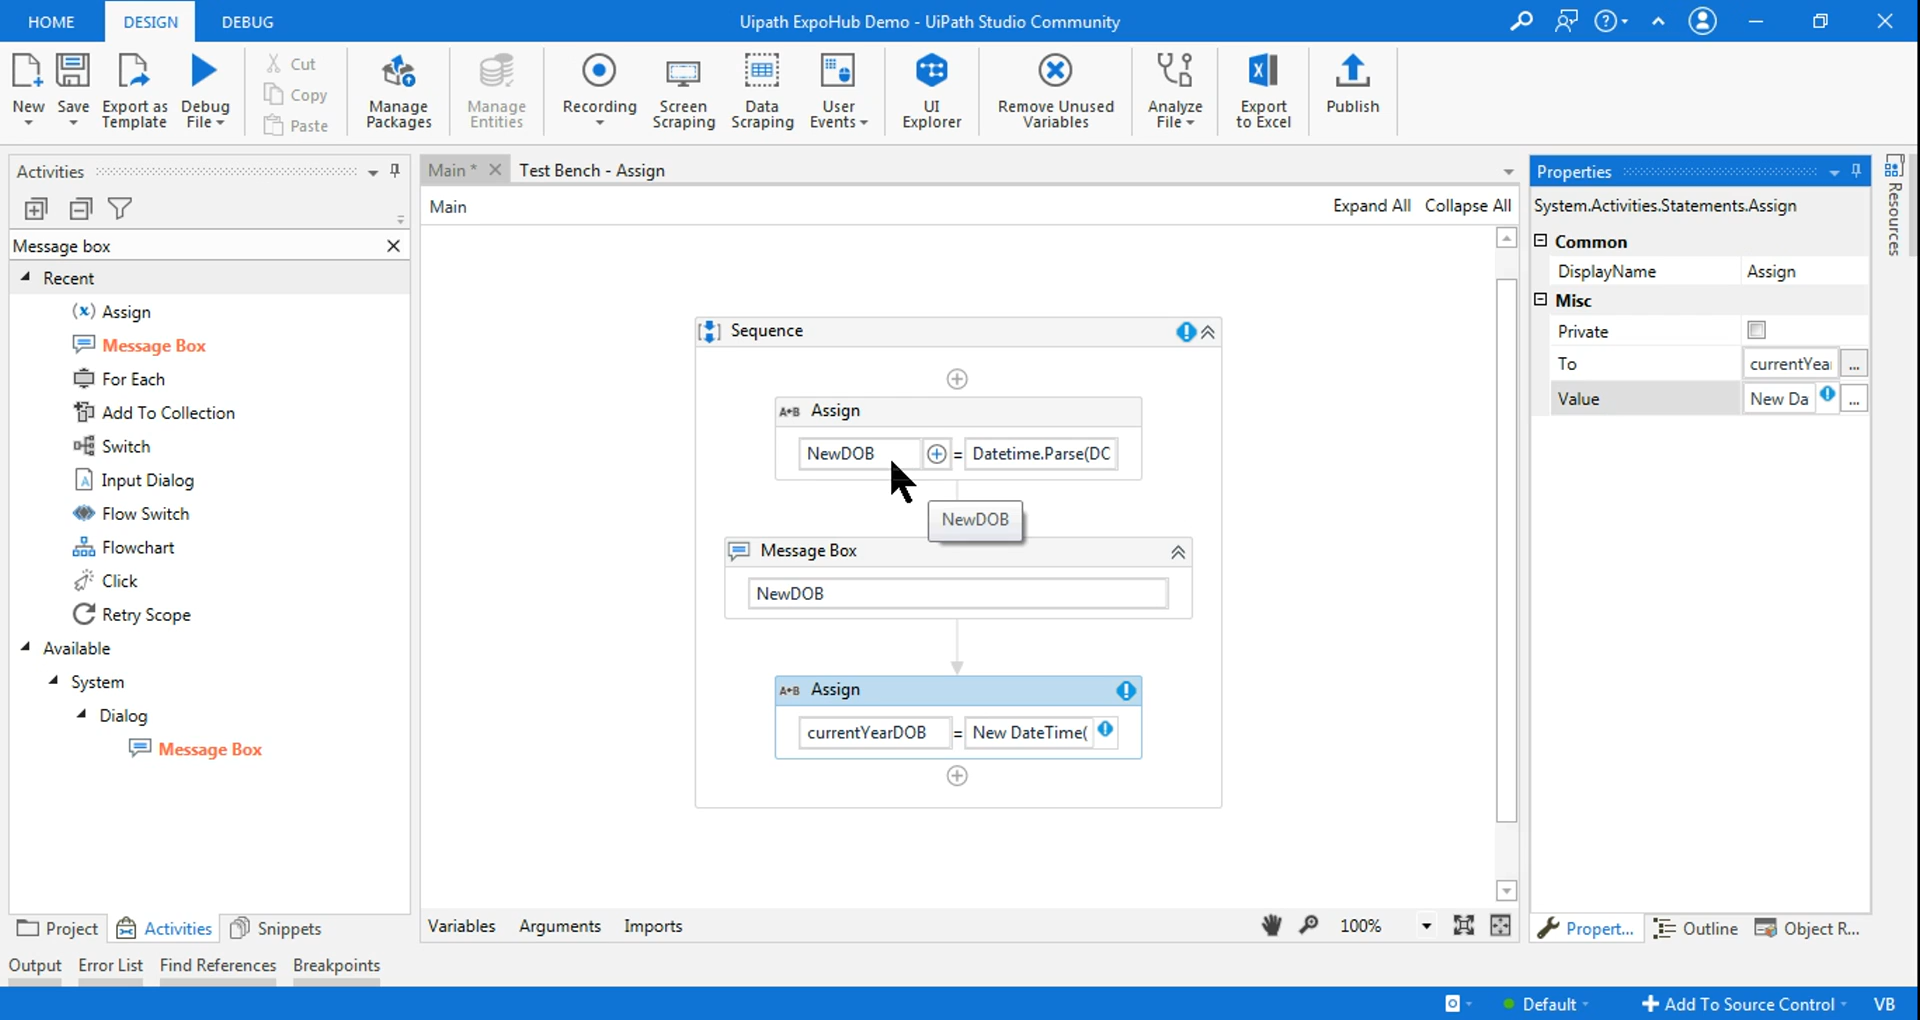 HOME DESIGN DEBUG
Uipath ExpoHub Demo - UiPath Studio Community
New
Save
Export as
Template
Debug
File
Cut
Copy
Paste
Manage
Packages
Manage
Entities
Recording
Screen
Scraping
Data
Scraping
User
Events
UI
Explorer
Remove Unused
Variables
Analyze
File
Export
to Excel
Publish
Activities
Message box
Recent
Assign
Message Box
For Each
Add To Collection
Switch
Input Dialog
Flow Switch
Flowchart
Click
Retry Scope
Available
System
Dialog
Message Box
Project
Activities
Snippets
Main *
Test Bench - Assign
Main
Expand All Collapse All
Sequence
A*B Assign
NewDOB = Datetime.Parse(DC
NewDOB
Message Box
NewDOB
A*B Assign
currentYearDOB = New DateTime(
Variables Arguments Imports
100%
Properties
System.Activities.Statements.Assign
Common
DisplayName Assign
Misc
Private
To currentYea ...
Value New Da ...
Propert...
Outline
Object R...
Resources
Output Error List Find References Breakpoints
Default
Add To Source Control
VB